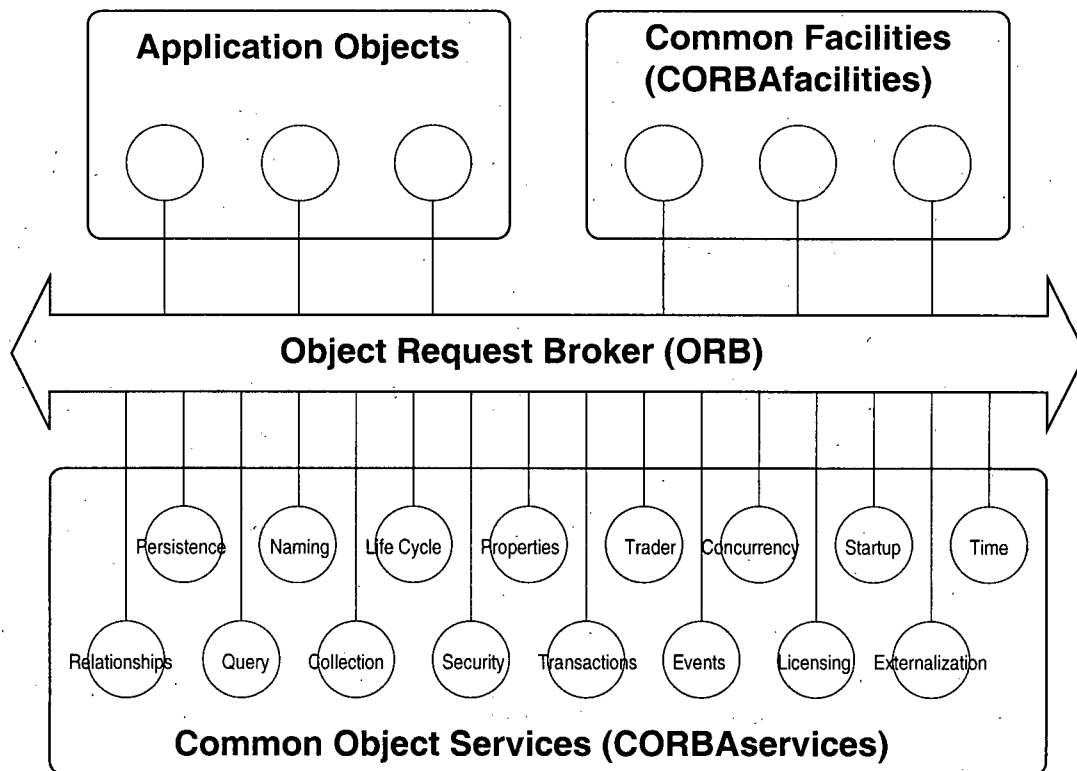 Application Objects
Common Facilities
(CORBAfacilities)
Object Request Broker (ORB)
Persistence
Naming
Life Cycle
Properties
Trader
Concurrency
Startup
Time
Relationships
Query
Collection
Security
Transactions
Events
Licensing
Externalization
Common Object Services (CORBAservices)